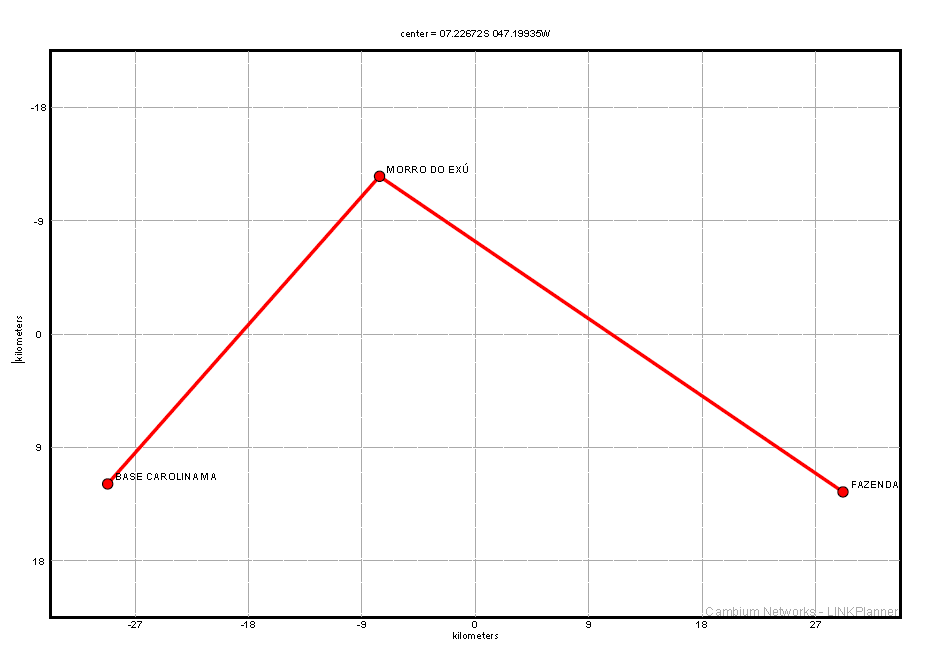 center = 07.22672S 047.19935W
-18
MORRO DO EXÚ
-9
kilometers
0
9
BASE CAROLINA MA
FAZENDA
18
Cambium Networks - LINKPlanner
-27 -18 -9 0 9 18 27
kilometers